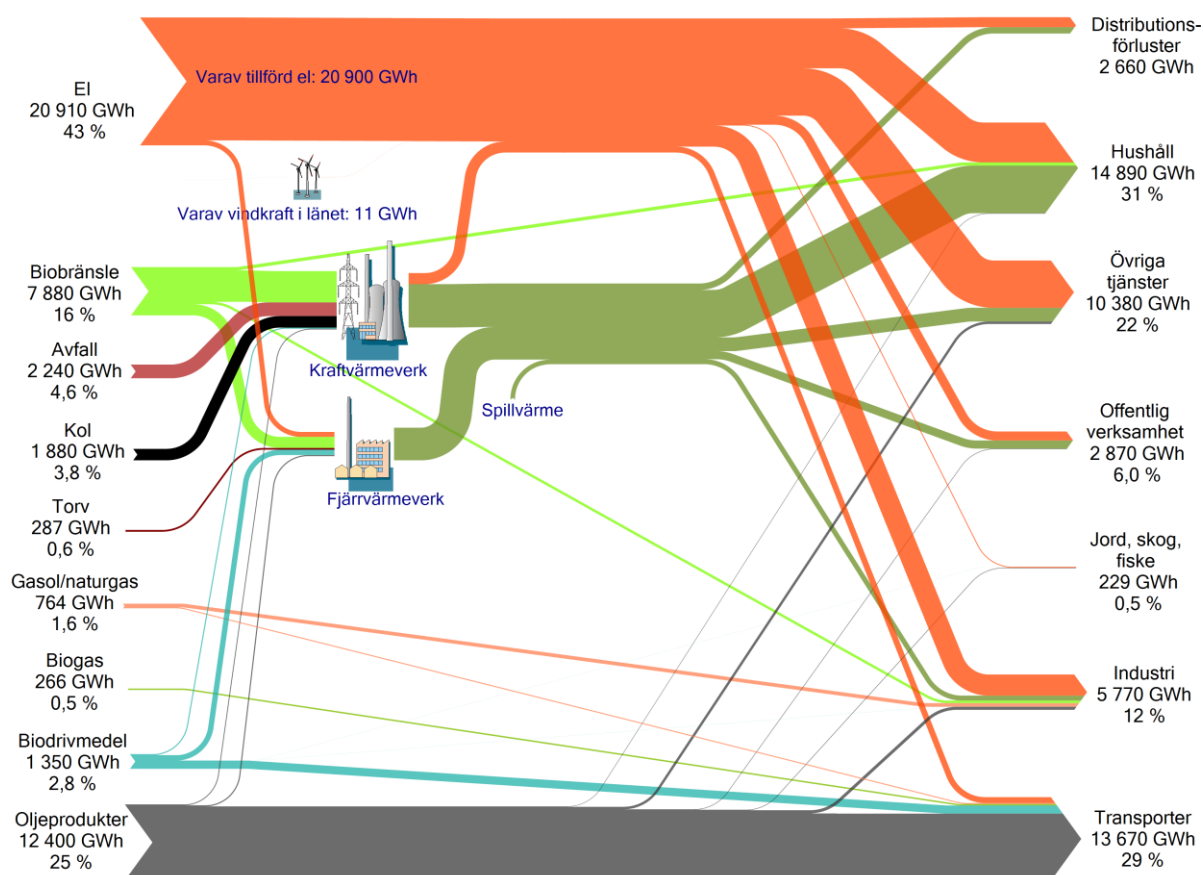 El
20 910 GWh
43 %
Varav tillförd el: 20 900 GWh
Varav vindkraft i länet: 11 GWh
Biobränsle
7 880 GWh
16 %
Avfall
2 240 GWh
4,6 %
Kol
1 880 GWh
3,8 %
Torv
287 GWh
0,6 %
Gasol/naturgas
764 GWh
1,6 %
Biogas
266 GWh
0,5 %
Biodrivmedel
1 350 GWh
2,8 %
Oljeprodukter
12 400 GWh
25 %
Kraftvärmeverk
Spillvärme
Fjärrvärmeverk
Distributions-
förluster
2 660 GWh
Hushåll
14 890 GWh
31 %
Övriga
tjänster
10 380 GWh
22 %
Offentlig
verksamhet
2 870 GWh
6,0 %
Jord, skog,
fiske
229 GWh
0,5 %
Industri
5 770 GWh
12 %
Transporter
13 670 GWh
29 %